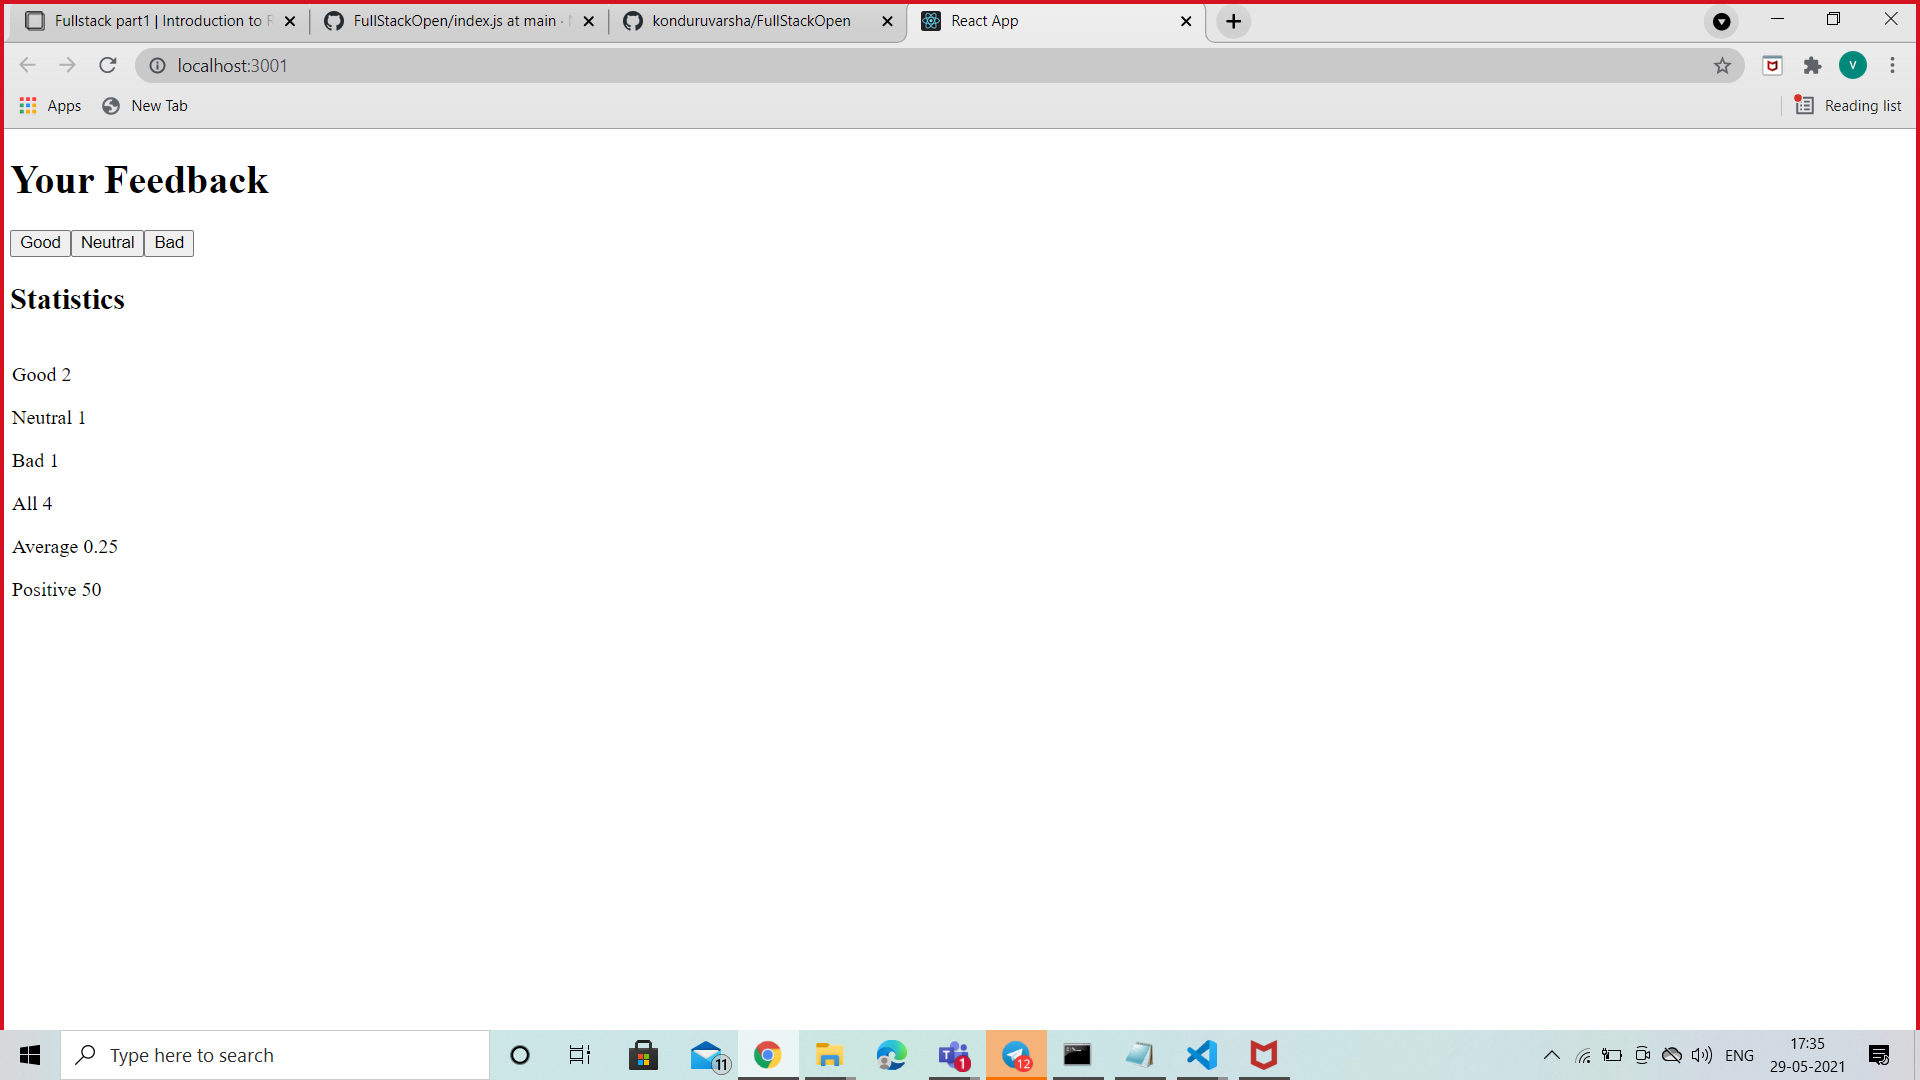 Fullstack part1 | Introduction to
FullStackOpen/index.js at main ·
konduruvarsha/FullStackOpen
React App
localhost:3001
V
Apps
New Tab
Reading list
Your Feedback
Good
Neutral
Bad
Statistics
Good 2
Neutral 1
Bad 1
All 4
Average 0.25
Positive 50
Type here to search
11
T
1
12
ENG
17:35
29-05-2021